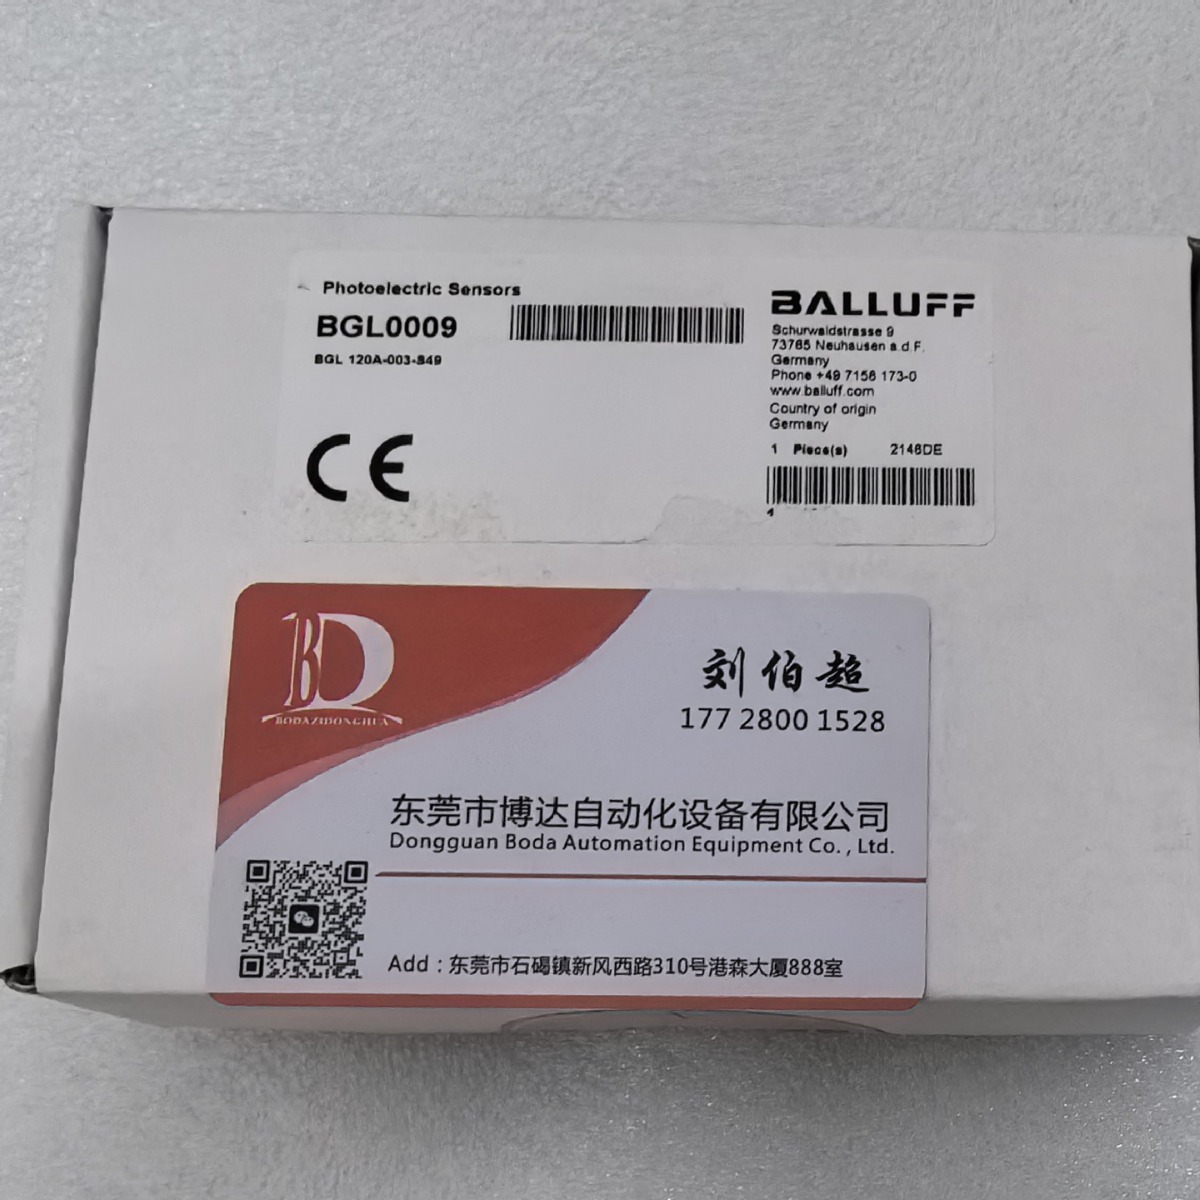 Photoelectric Sensors
BGL0009
BGL 120A-003-S49
BALLUFF
Schurwaldstrasse 9
73765 Neuhausen a.d.F.
Germany
Phone +49 7158 173-0
www.balluff.com
Country of origin
Germany
1 Piece(s) 2146DE
CE
BD
BODAZIDONGHUA
刘伯超
177 2800 1528
东莞市博达自动化设备有限公司
Dongguan Boda Automation Equipment Co., Ltd.
Add：东莞市石碣镇新风西路310号港森大厦888室